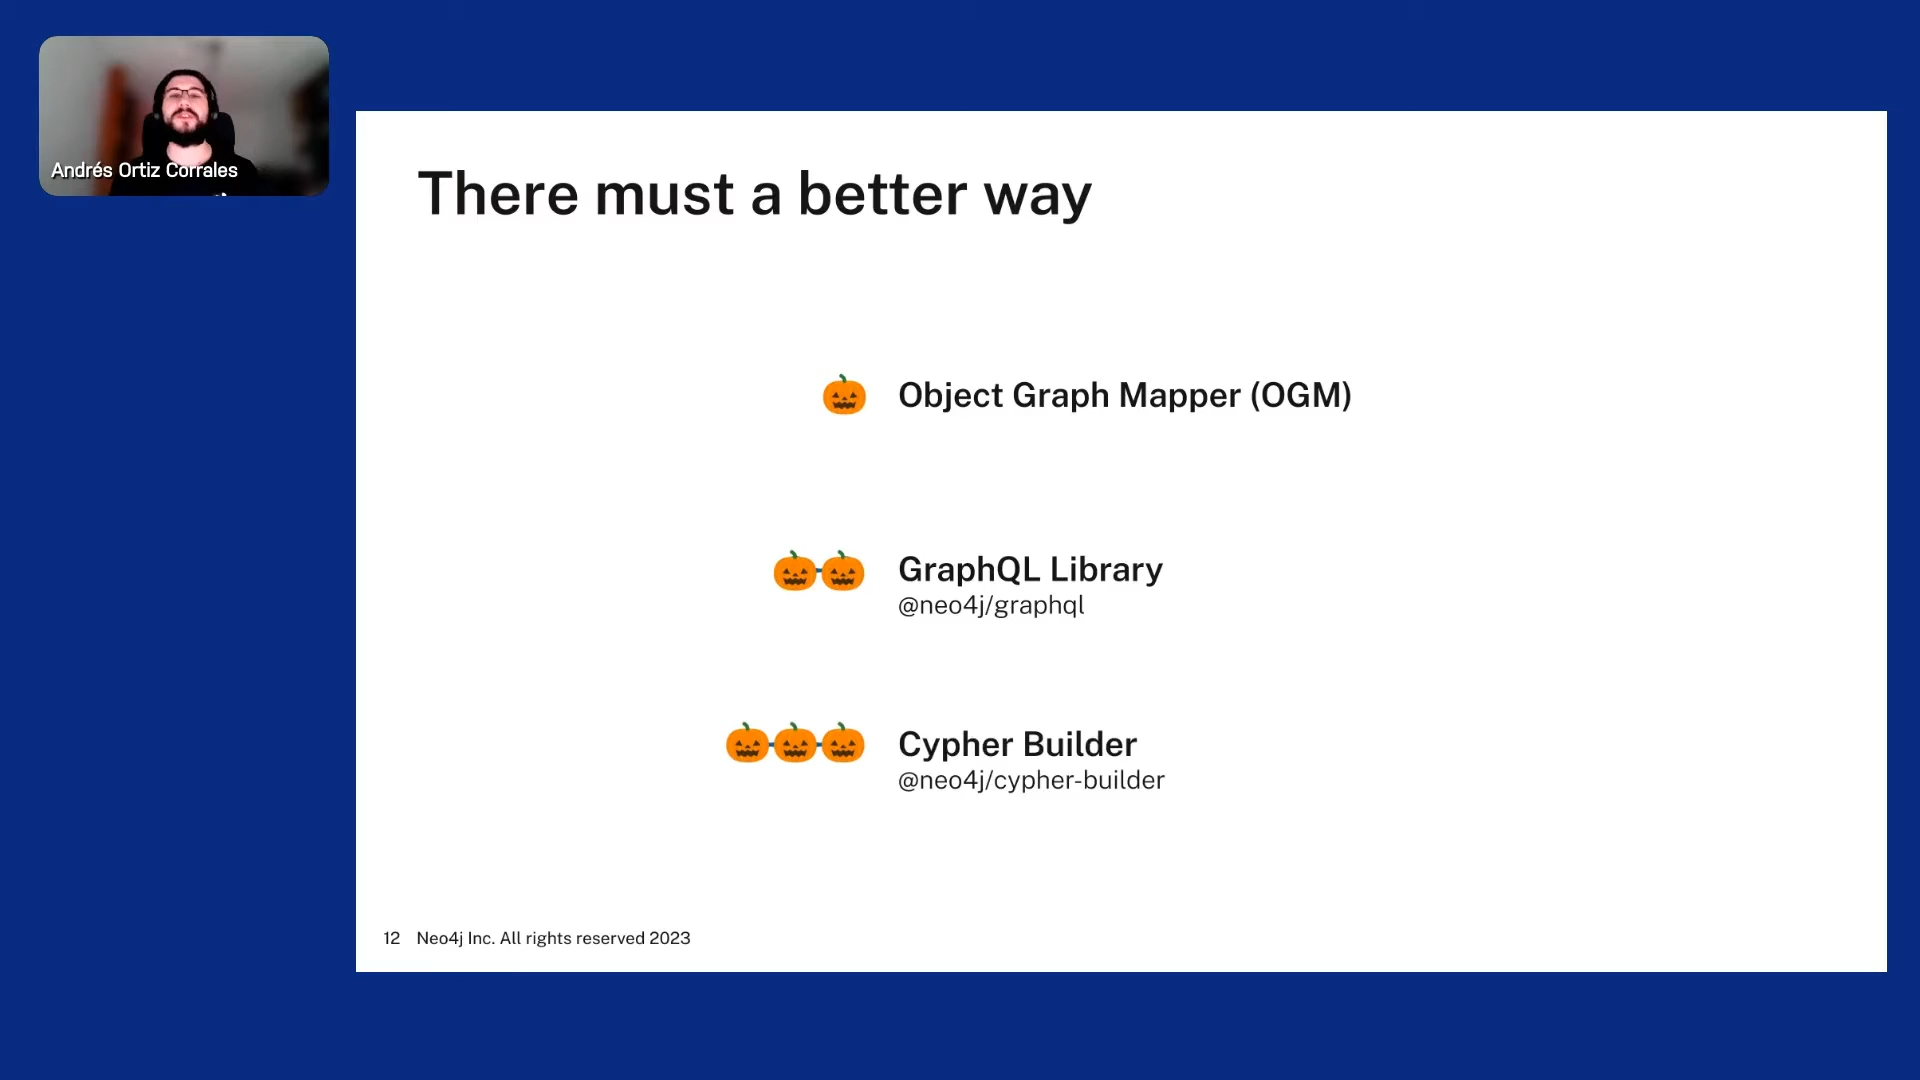 Andrés Ortiz Corrales
There must a better way
Object Graph Mapper (OGM)
GraphQL Library
@neo4j/graphql
Cypher Builder
@neo4j/cypher-builder
12 Neo4j Inc. All rights reserved 2023